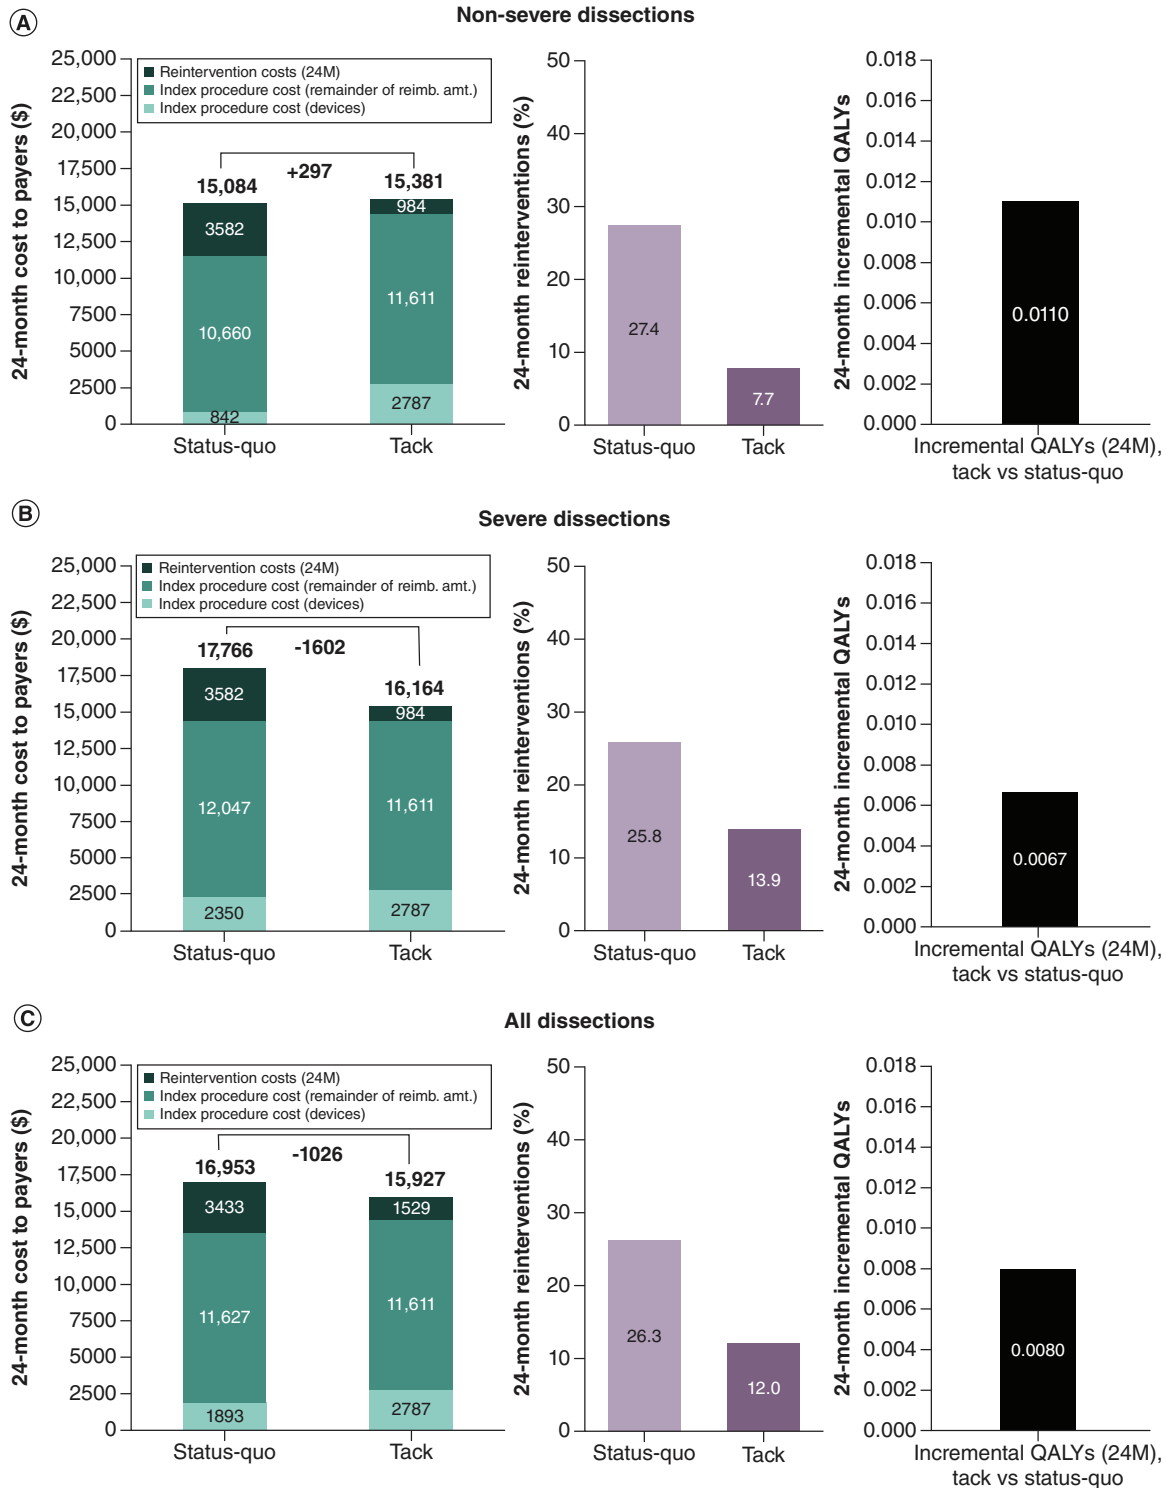 A
Non-severe dissections
24-month cost to payers ($)
25,000
22,500
20,000
17,500
15,000
12,500
10,000
7500
5000
2500
0
Reintervention costs (24M)
Index procedure cost (remainder of reimb. amt.)
Index procedure cost (devices)
+297
15,084
15,381
3582
984
10,660
11,611
842
2787
Status-quo
Tack
24-month reinterventions (%)
50
40
30
20
10
0
27.4
7.7
Status-quo
Tack
24-month incremental QALYs
0.018
0.016
0.014
0.012
0.010
0.008
0.006
0.004
0.002
0.000
0.0110
Incremental QALYs (24M),
tack vs status-quo
B
Severe dissections
24-month cost to payers ($)
25,000
22,500
20,000
17,500
15,000
12,500
10,000
7500
5000
2500
0
Reintervention costs (24M)
Index procedure cost (remainder of reimb. amt.)
Index procedure cost (devices)
-1602
17,766
16,164
3582
984
12,047
11,611
2350
2787
Status-quo
Tack
24-month reinterventions (%)
50
40
30
20
10
0
25.8
13.9
Status-quo
Tack
24-month incremental QALYs
0.018
0.016
0.014
0.012
0.010
0.008
0.006
0.004
0.002
0.000
0.0067
Incremental QALYs (24M),
tack vs status-quo
C
All dissections
24-month cost to payers ($)
25,000
22,500
20,000
17,500
15,000
12,500
10,000
7500
5000
2500
0
Reintervention costs (24M)
Index procedure cost (remainder of reimb. amt.)
Index procedure cost (devices)
-1026
16,953
15,927
3433
1529
11,627
11,611
1893
2787
Status-quo
Tack
24-month reinterventions (%)
50
40
30
20
10
0
26.3
12.0
Status-quo
Tack
24-month incremental QALYs
0.018
0.016
0.014
0.012
0.010
0.008
0.006
0.004
0.002
0.000
0.0080
Incremental QALYs (24M),
tack vs status-quo